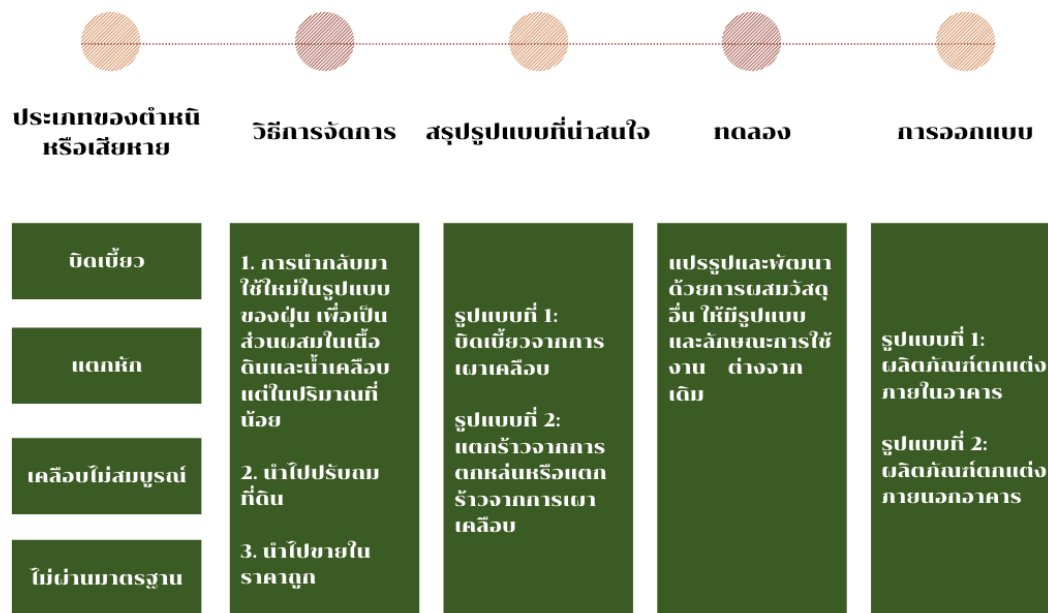 ประเภทของตำหนิ
หรือเสียหาย
วิธีการจัดการ
สรุปรูปแบบที่น่าสนใจ
ทดลอง
การออกแบบ
บิดเบี้ยว
แตกหัก
เคลือบไม่สมบูรณ์
ไม่ผ่านมาตรฐาน
1. การนำกลับมา
ใช้ใหม่ในรูปแบบ
ของฝุ่น เพื่อเป็น
ส่วนผสมในเนื้อ
ดินและน้ำเคลือบ
แต่ในปริมาณที่
น้อย
2. นำไปปรับถม
ที่ดิน
3. นำไปขายใน
ราคาถูก
รูปแบบที่ 1:
บิดเบี้ยวจากการ
เผาเคลือบ
รูปแบบที่ 2:
แตกร้าวจากการ
ตกหล่นหรือแตก
ร้าวจากการเผา
เคลือบ
แปรรูปและพัฒนา
ด้วยการผสมวัสดุ
อื่น ให้มีรูปแบบ
และลักษณะการใช้
งาน ต่างจาก
เดิม
รูปแบบที่ 1:
ผลิตภัณฑ์ตกแต่ง
ภายในอาคาร
รูปแบบที่ 2:
ผลิตภัณฑ์ตกแต่ง
ภายนอกอาคาร